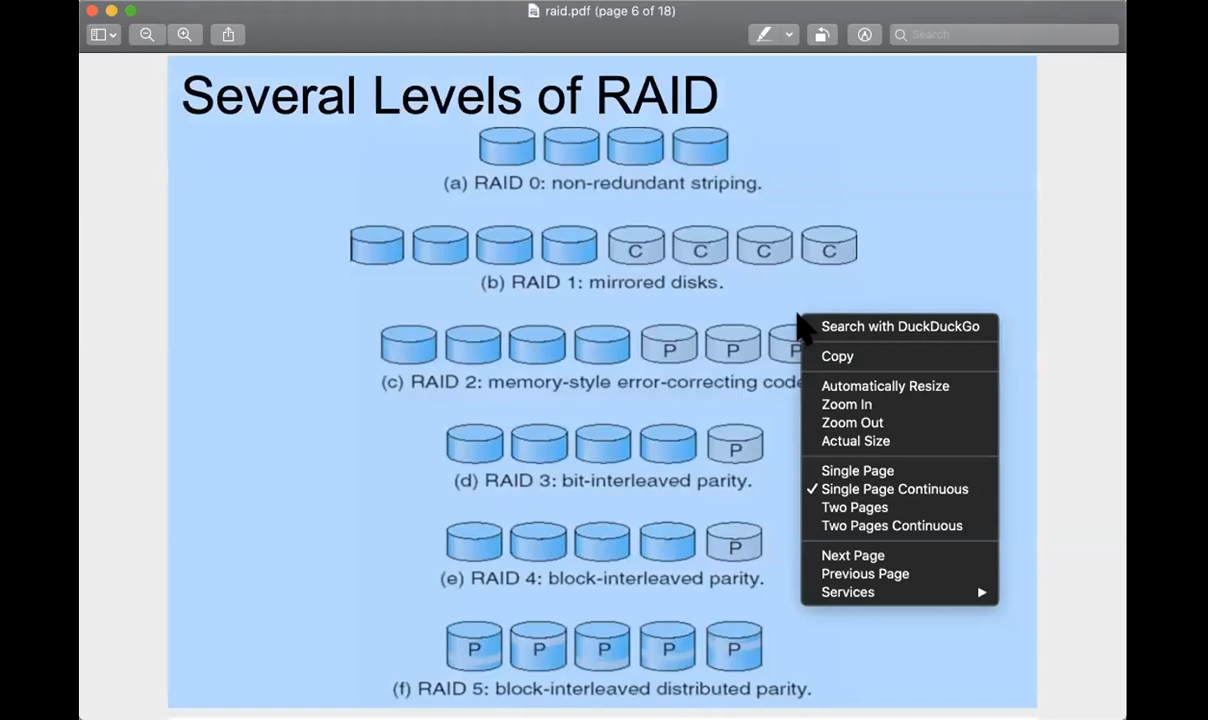 raid.pdf (page 6 of 18)
Search
Several Levels of RAID
(a) RAID 0: non-redundant striping.
C C C C
(b) RAID 1: mirrored disks.
P P P
(c) RAID 2: memory-style error-correcting code
P
(d) RAID 3: bit-interleaved parity.
P
(e) RAID 4: block-interleaved parity.
P P P P P
(f) RAID 5: block-interleaved distributed parity.
Search with DuckDuckGo
Copy
Automatically Resize
Zoom In
Zoom Out
Actual Size
Single Page
✓ Single Page Continuous
Two Pages
Two Pages Continuous
Next Page
Previous Page
Services